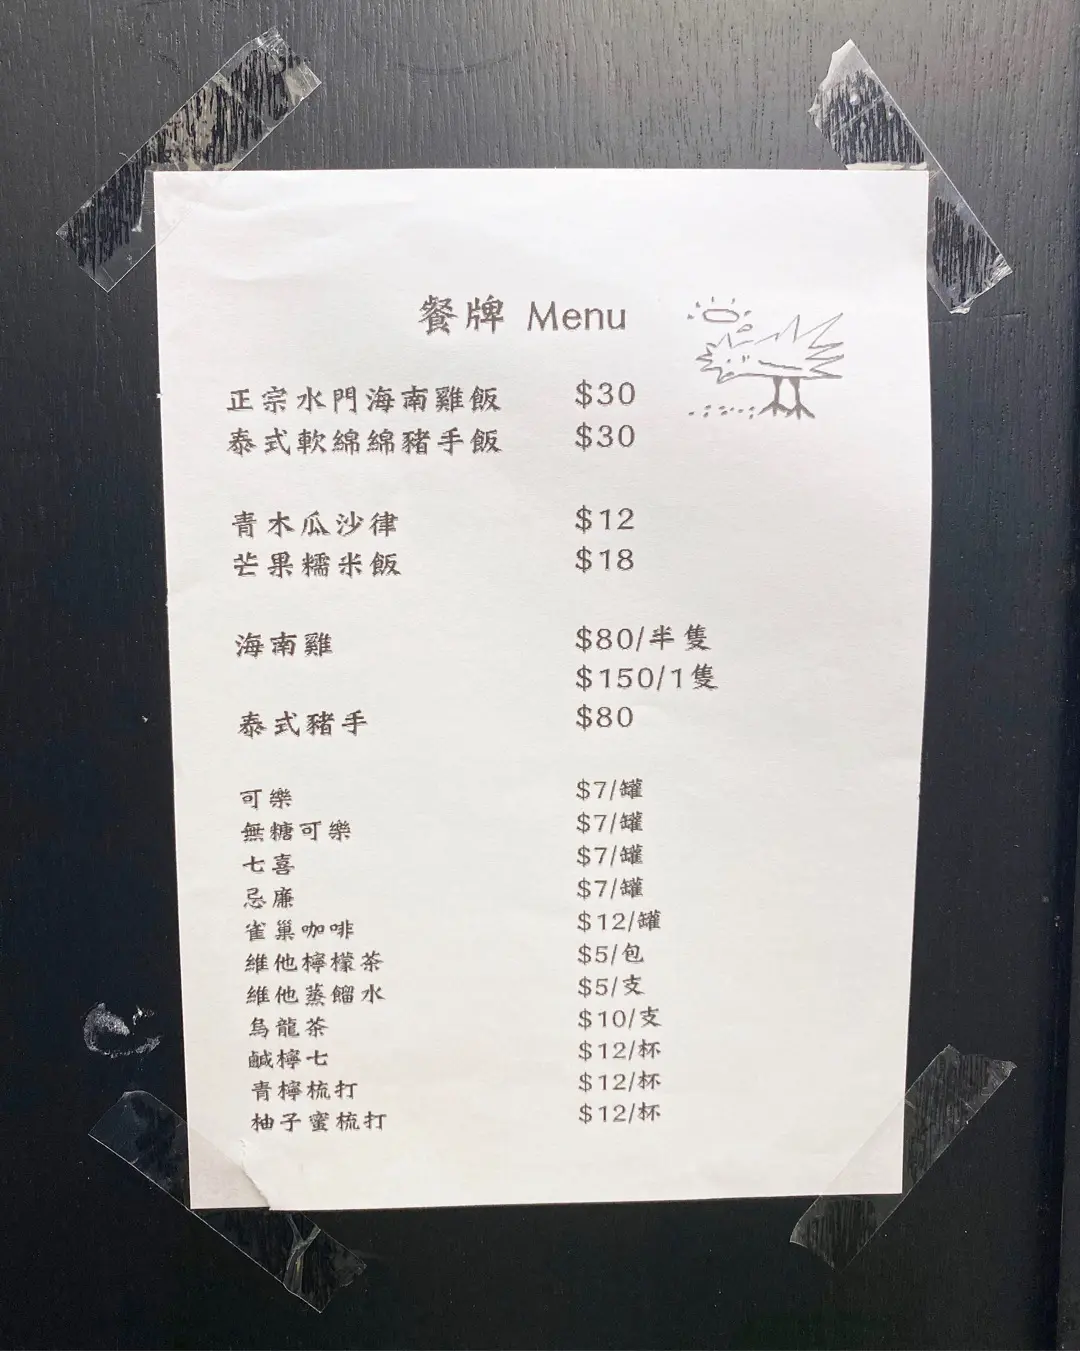 餐牌 Menu
正宗水門海南雞飯 $30
泰式軟綿綿豬手飯 $30
青木瓜沙律 $12
芒果糯米飯 $18
海南雞 $80/半隻
$150/1隻
泰式豬手 $80
可樂 $7/罐
無糖可樂 $7/罐
七喜 $7/罐
忌廉 $7/罐
雀巢咖啡 $12/罐
維他檸檬茶 $5/包
維他蒸餾水 $5/支
烏龍茶 $10/支
鹹檸七 $12/杯
青檸梳打 $12/杯
柚子蜜梳打 $12/杯